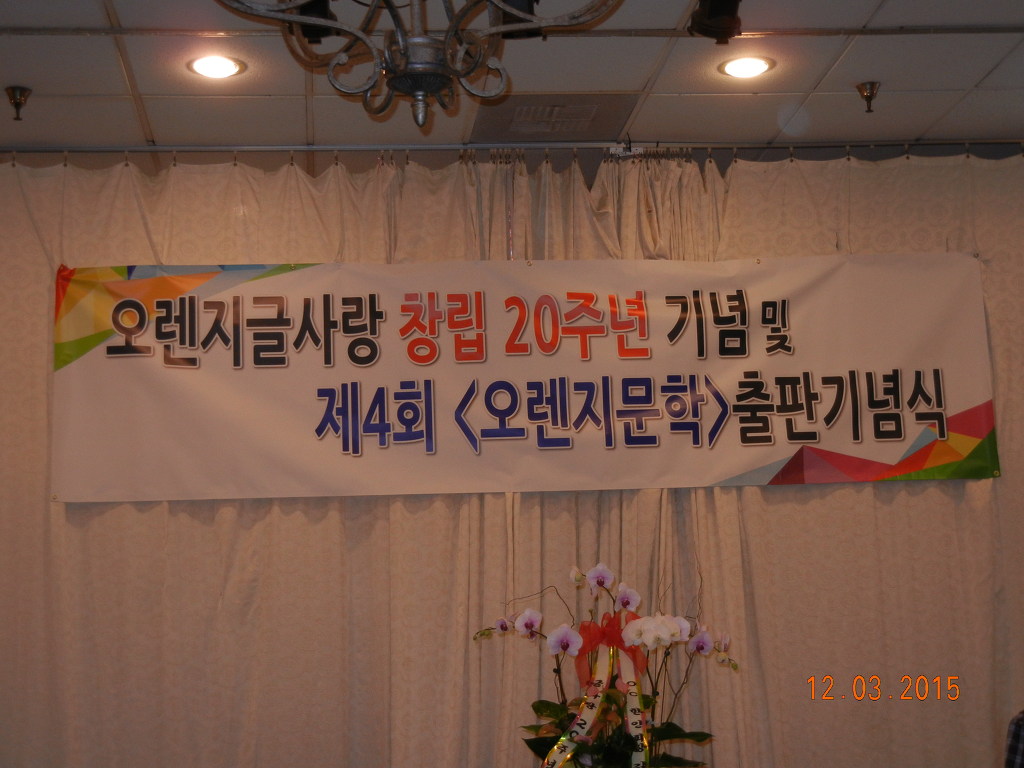 오렌지글사랑 창립 20주년 기념 및
제4회 <오렌지문학>출판기념식
12.03.2015